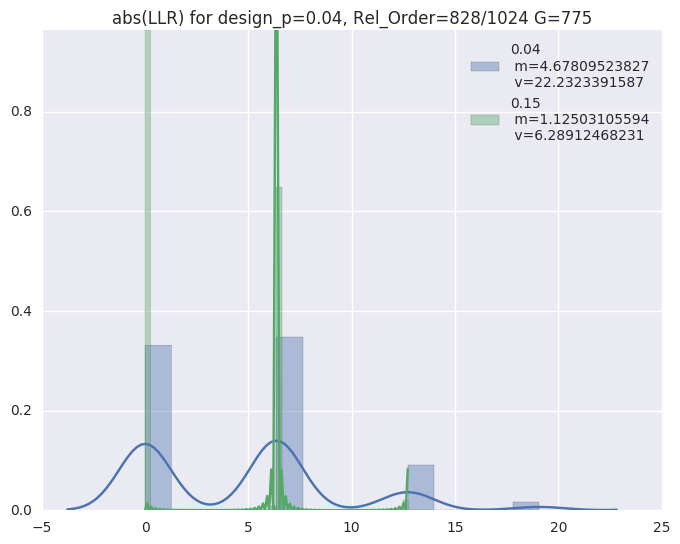 abs(LLR) for design_p=0.04, Rel_Order=828/1024 G=775
0.04
m=4.67809523827
v=22.2323391587
0.15
m=1.12503105594
v=6.28912468231
0.8
0.6
0.4
0.2
0.0
−5
0
5
10
15
20
25